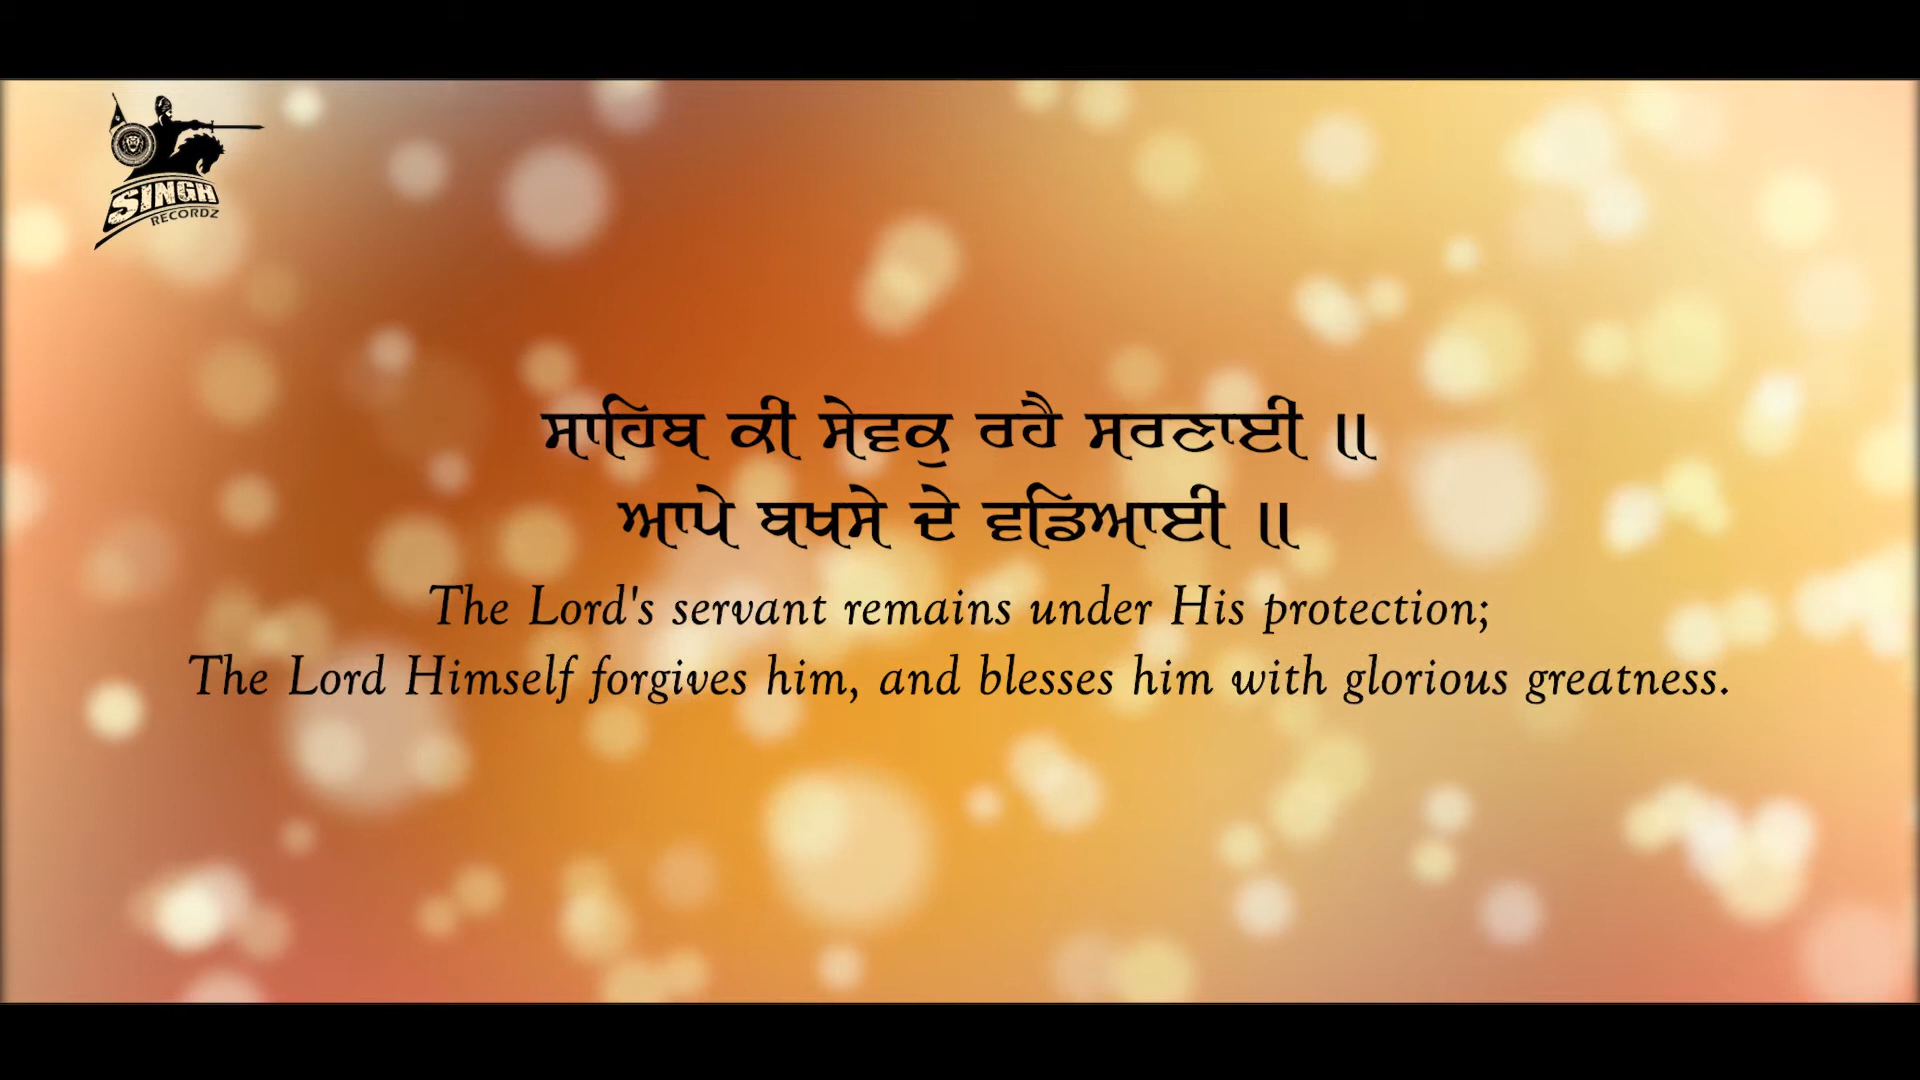 SINGH
RECORDZ
ਸਾਹਿਬ ਕੀ ਸੇਵਕੁ ਰਹੈ ਸਰਣਾਈ ॥
ਆਪੇ ਬਖਸੇ ਦੇ ਵਡਿਆਈ ॥
The Lord's servant remains under His protection;
The Lord Himself forgives him, and blesses him with glorious greatness.